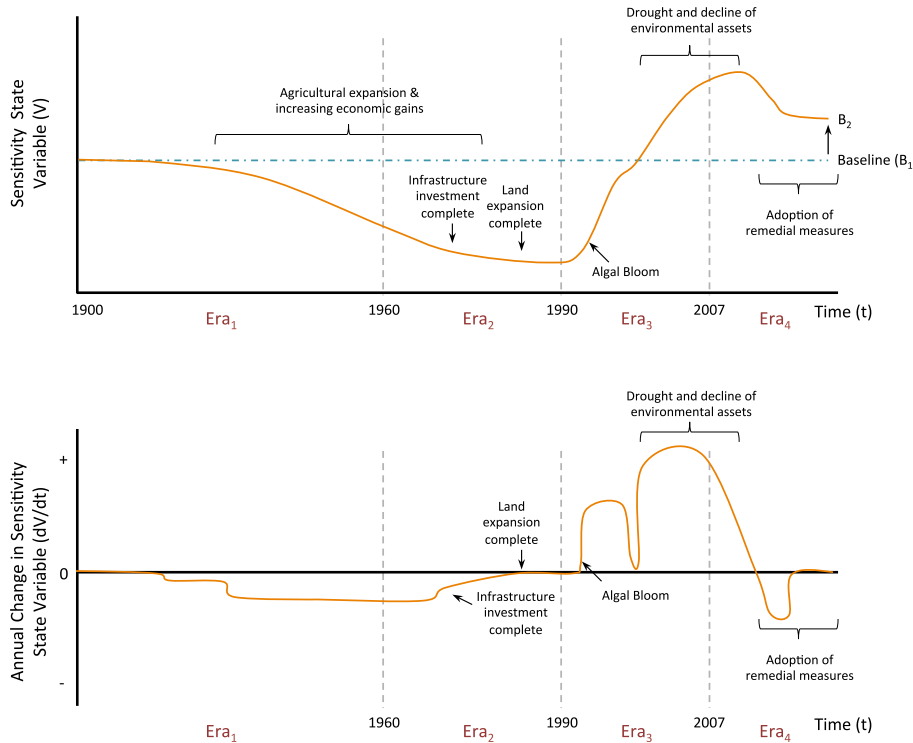 Drought and decline of
environmental assets
Agricultural expansion &
increasing economic gains
Sensitivity State
Variable (V)
B2
Baseline (B1
Infrastructure
investment
complete
Land
expansion
complete
Adoption of
remedial measures
Algal Bloom
1900
1960
1990
2007
Time (t)
Era1
Era2
Era3
Era4
Drought and decline of
environmental assets
+
Annual Change in Sensitivity
State Variable (dV/dt)
Land
expansion
complete
0
Infrastructure
investment
complete
Algal Bloom
Adoption of
remedial measures
-
1960
1990
2007
Time (t)
Era1
Era2
Era3
Era4